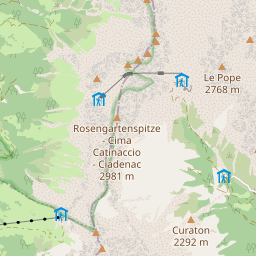 Le Pope
2768 m
Rosengartenspitze
- Cima
Catinaccio
- Ciadenac
2981 m
Curaton
2292 m